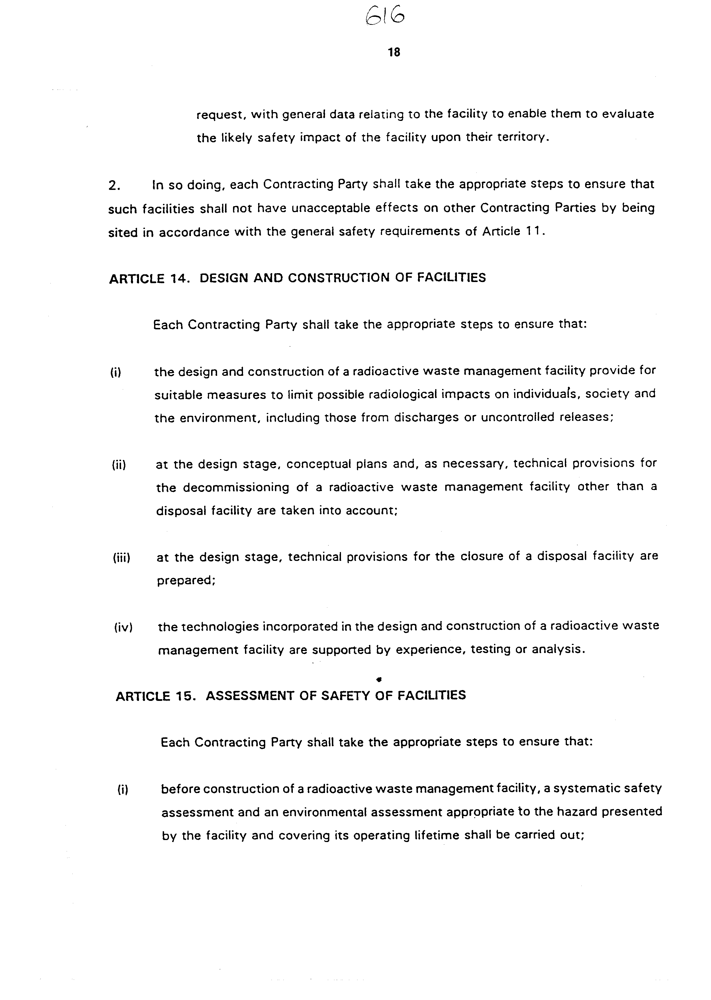 616
18
request, with general data relating to the facility to enable them to evaluate
the likely safety impact of the facility upon their territory.
2. In so doing, each Contracting Party shall take the appropriate steps to ensure that
such facilities shall not have unacceptable effects on other Contracting Parties by being
sited in accordance with the general safety requirements of Article 11.
ARTICLE 14. DESIGN AND CONSTRUCTION OF FACILITIES
Each Contracting Party shall take the appropriate steps to ensure that:
(i) the design and construction of a radioactive waste management facility provide for
suitable measures to limit possible radiological impacts on individuals, society and
the environment, including those from discharges or uncontrolled releases;
(ii) at the design stage, conceptual plans and, as necessary, technical provisions for
the decommissioning of a radioactive waste management facility other than a
disposal facility are taken into account;
(iii) at the design stage, technical provisions for the closure of a disposal facility are
prepared;
(iv) the technologies incorporated in the design and construction of a radioactive waste
management facility are supported by experience, testing or analysis.
ARTICLE 15. ASSESSMENT OF SAFETY OF FACILITIES
Each Contracting Party shall take the appropriate steps to ensure that:
(i) before construction of a radioactive waste management facility, a systematic safety
assessment and an environmental assessment appropriate to the hazard presented
by the facility and covering its operating lifetime shall be carried out;